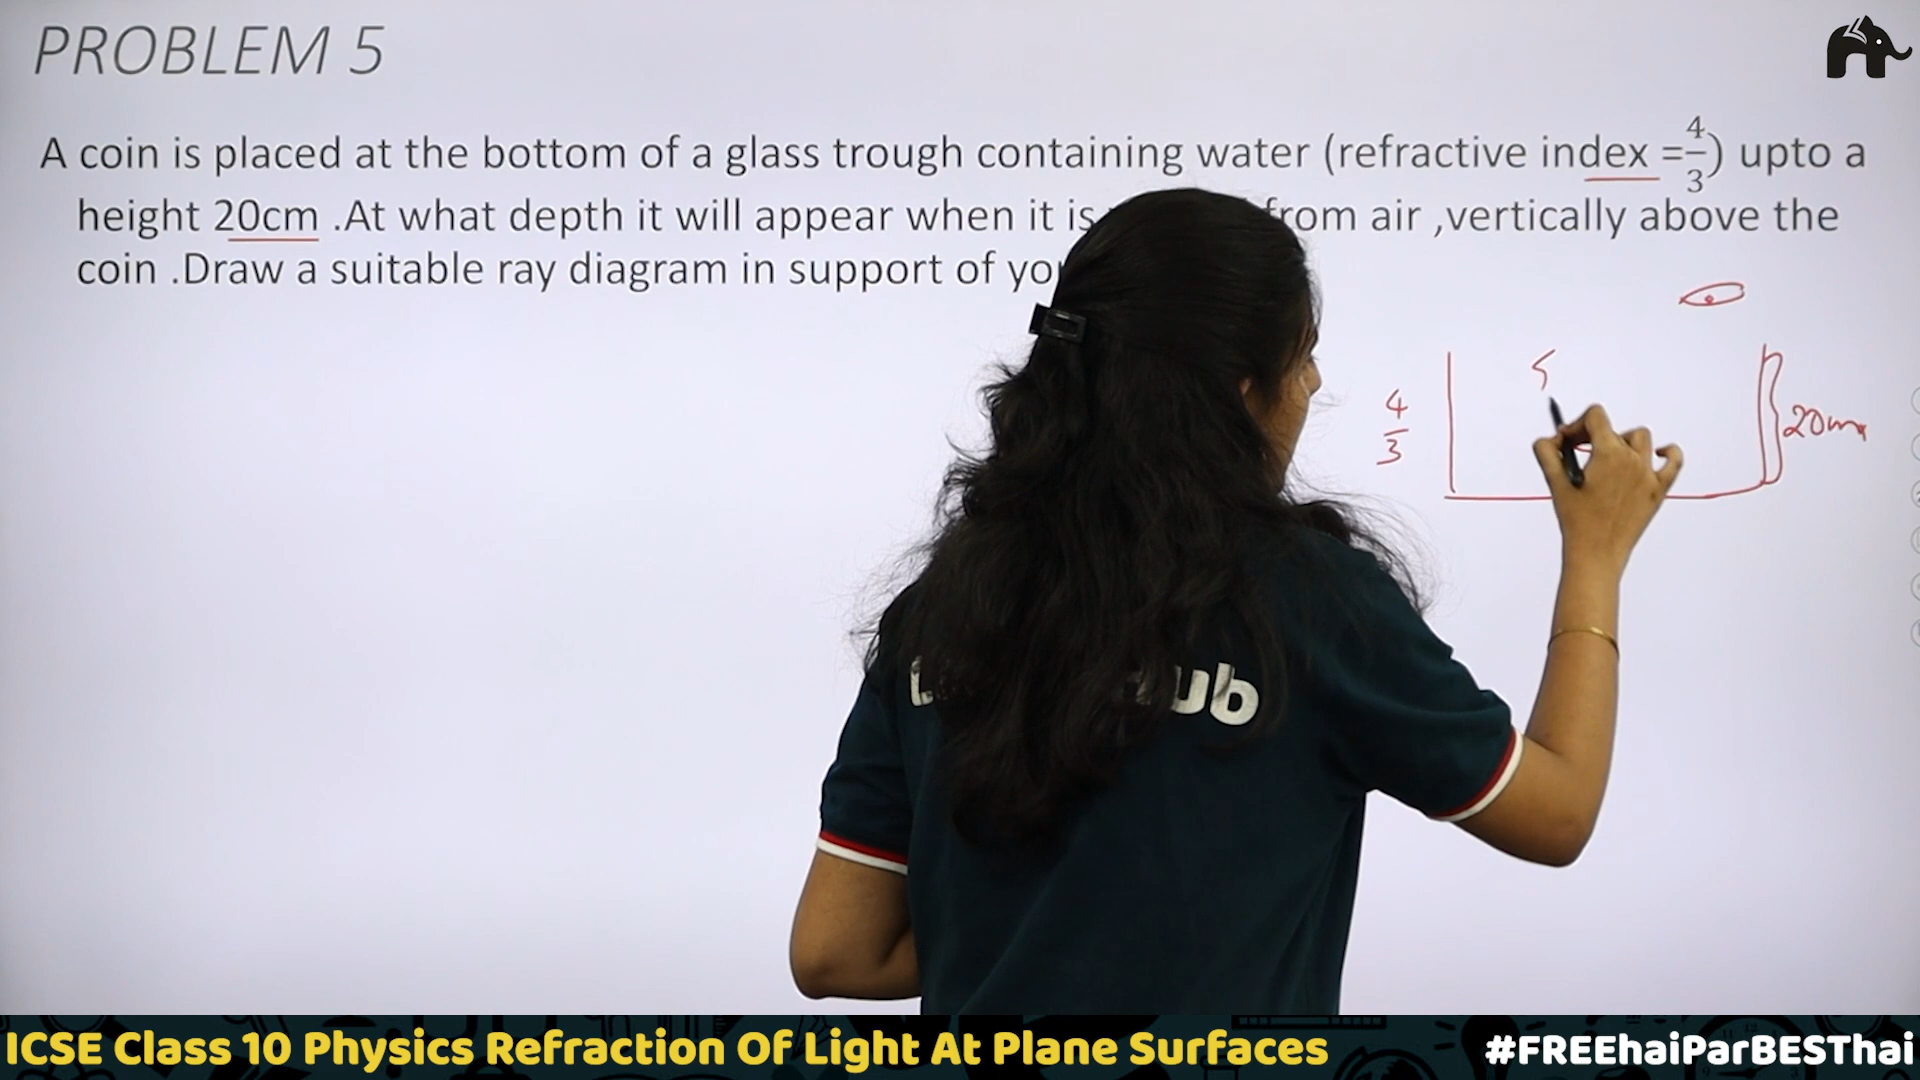 PROBLEM 5
A coin is placed at the bottom of a glass trough containing water (refractive index =4/3) upto a
height 20cm .At what depth it will appear when it is from air ,vertically above the
coin .Draw a suitable ray diagram in support of
4/3
20cm
ub
ICSE Class 10 Physics Refraction Of Light At Plane Surfaces
#FREEhaiParBESThai